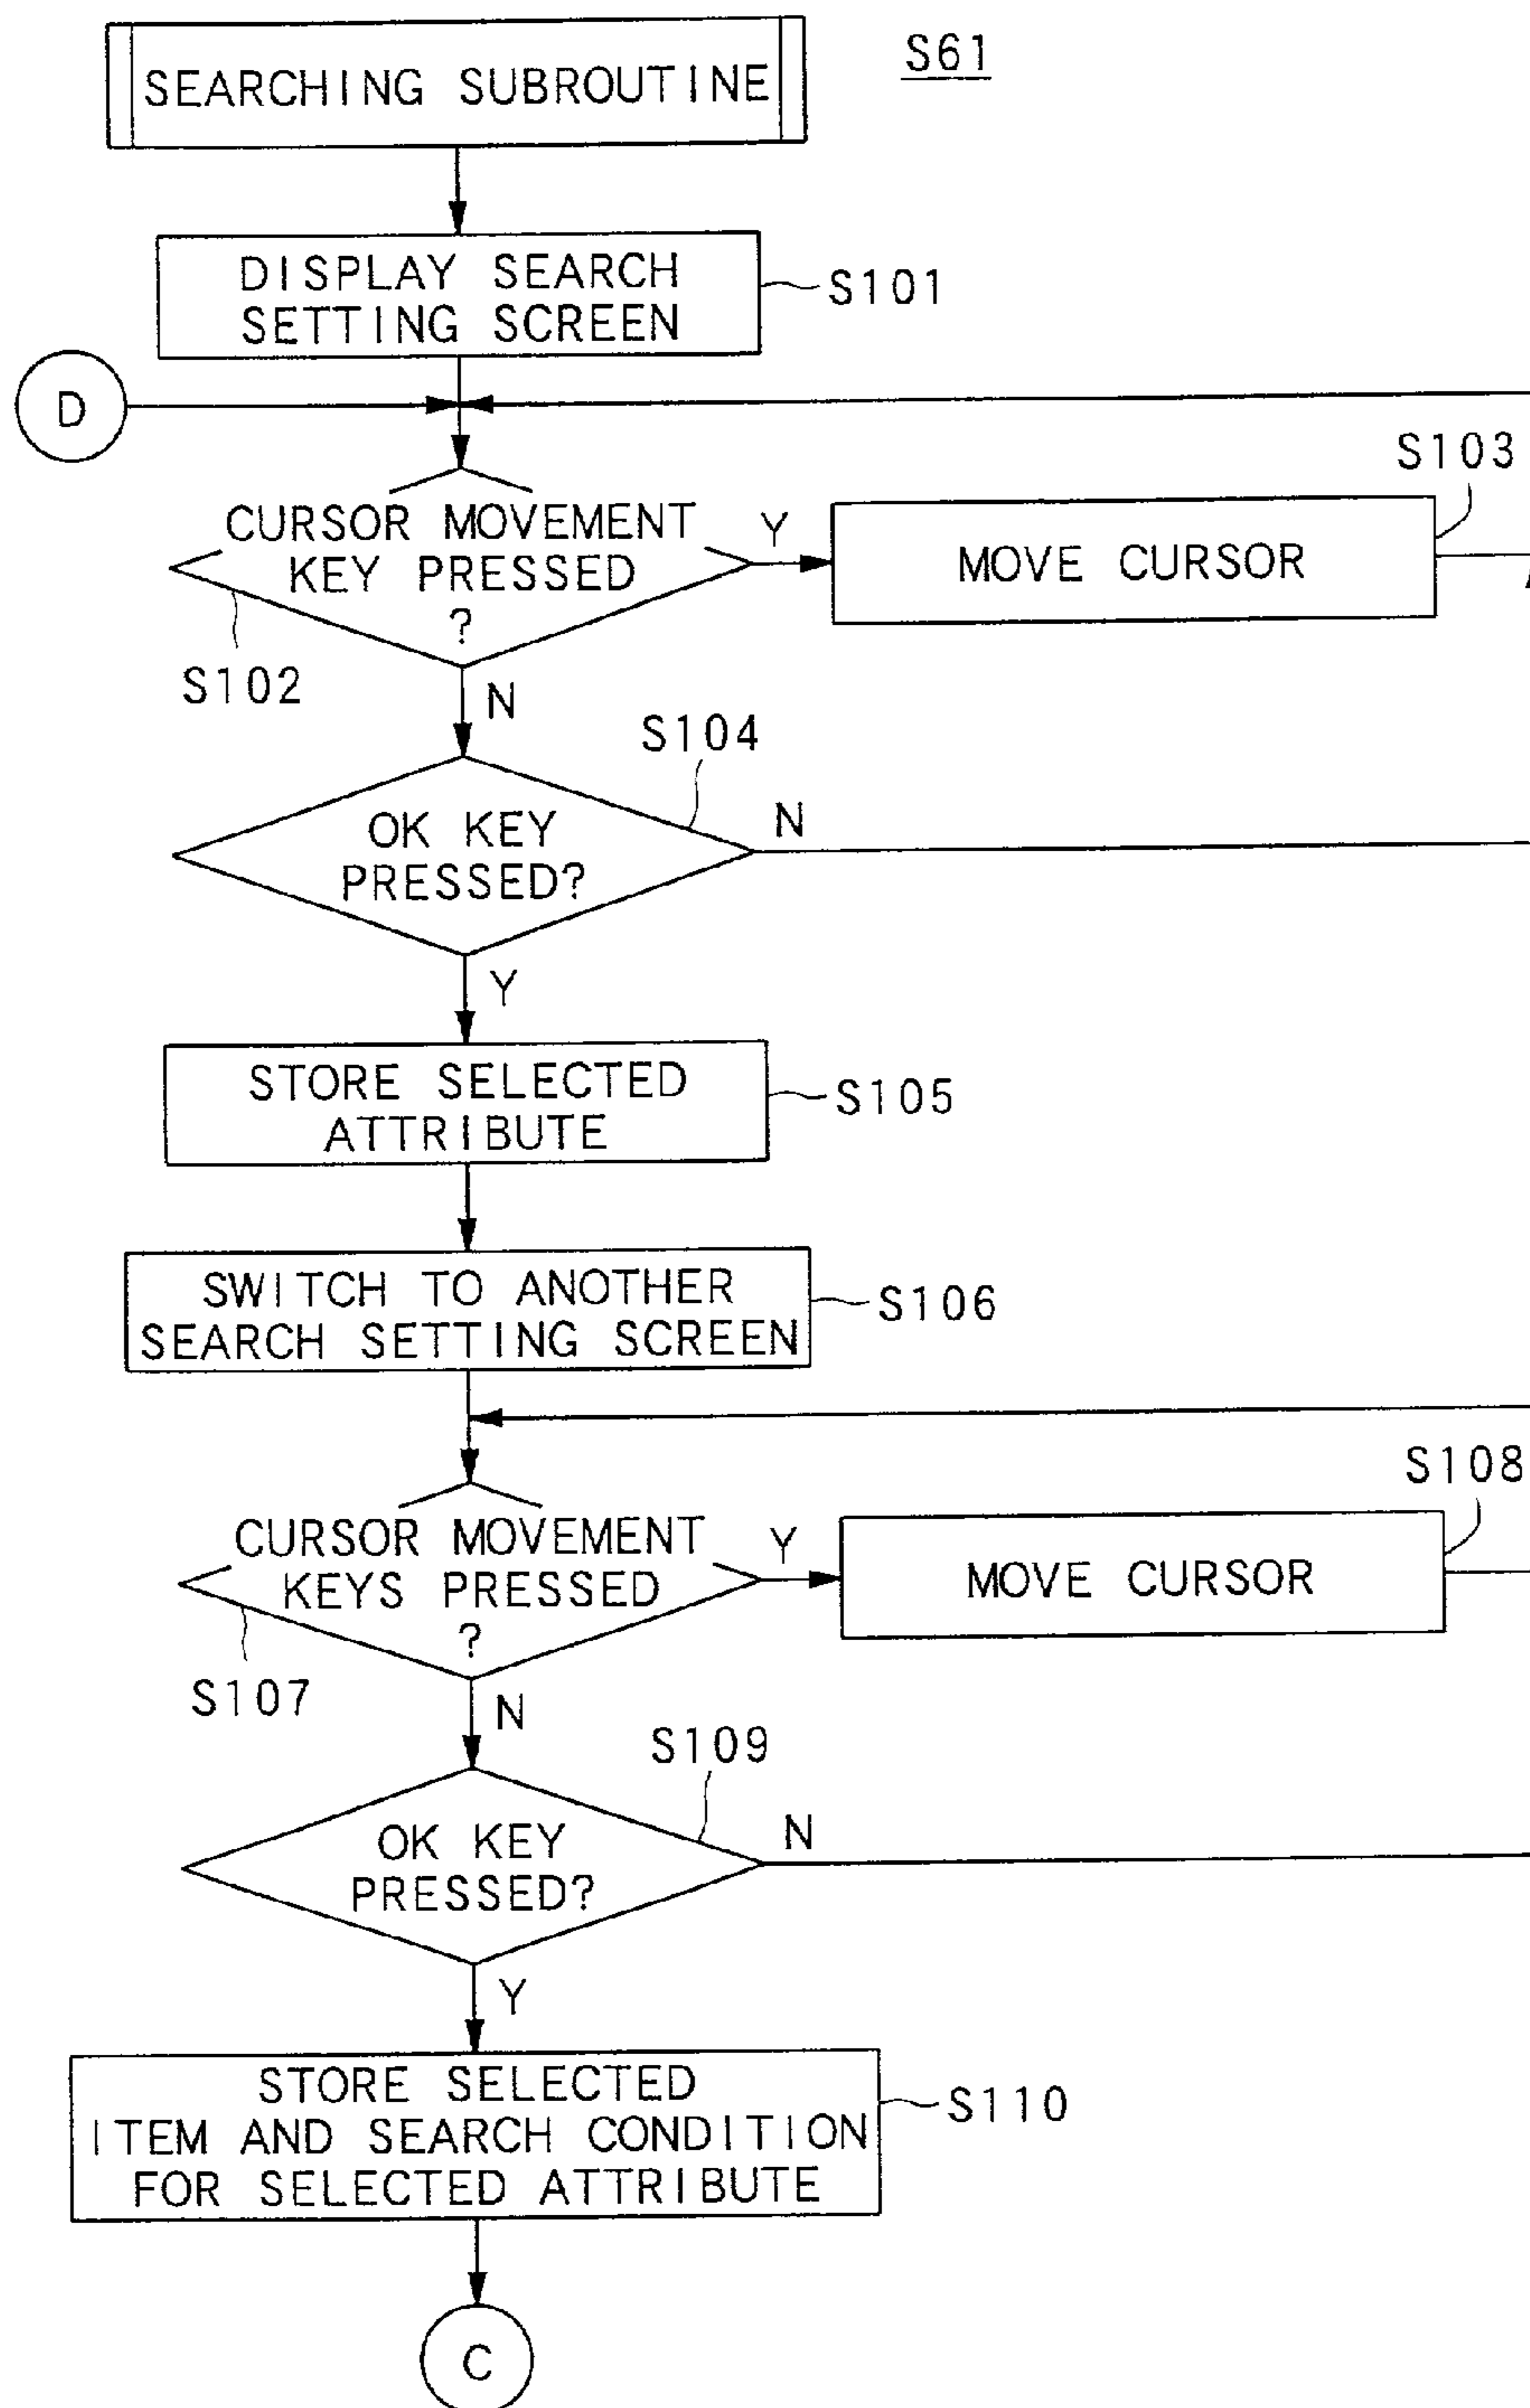 S61
SEARCHING SUBROUTINE
DISPLAY SEARCH
SETTING SCREEN
S101
D
S103
CURSOR MOVEMENT
KEY PRESSED
?
Y
MOVE CURSOR
S102
N
S104
OK KEY
PRESSED?
N
Y
STORE SELECTED
ATTRIBUTE
S105
SWITCH TO ANOTHER
SEARCH SETTING SCREEN
S106
S108
CURSOR MOVEMENT
KEYS PRESSED
?
Y
MOVE CURSOR
S107
N
S109
OK KEY
PRESSED?
N
Y
STORE SELECTED
ITEM AND SEARCH CONDITION
FOR SELECTED ATTRIBUTE
S110
C